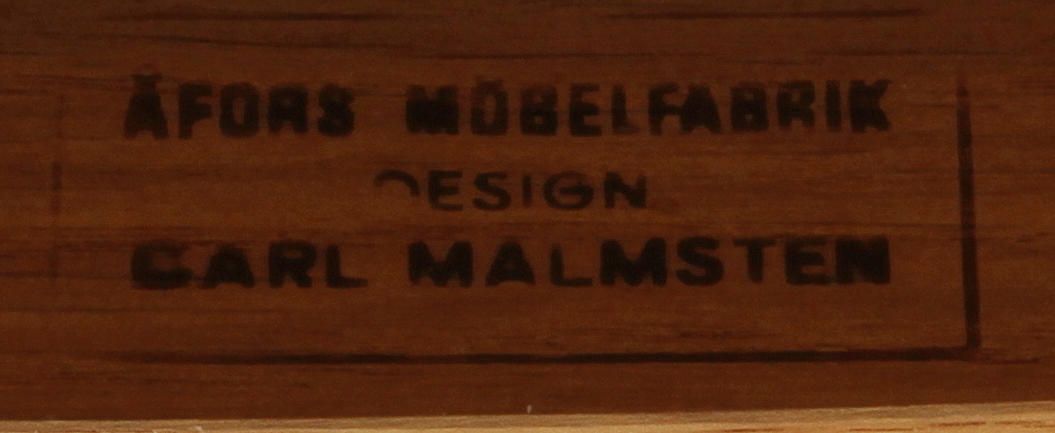 ÅFORS MÖBELFABRIK
DESIGN
CARL MALMSTEN